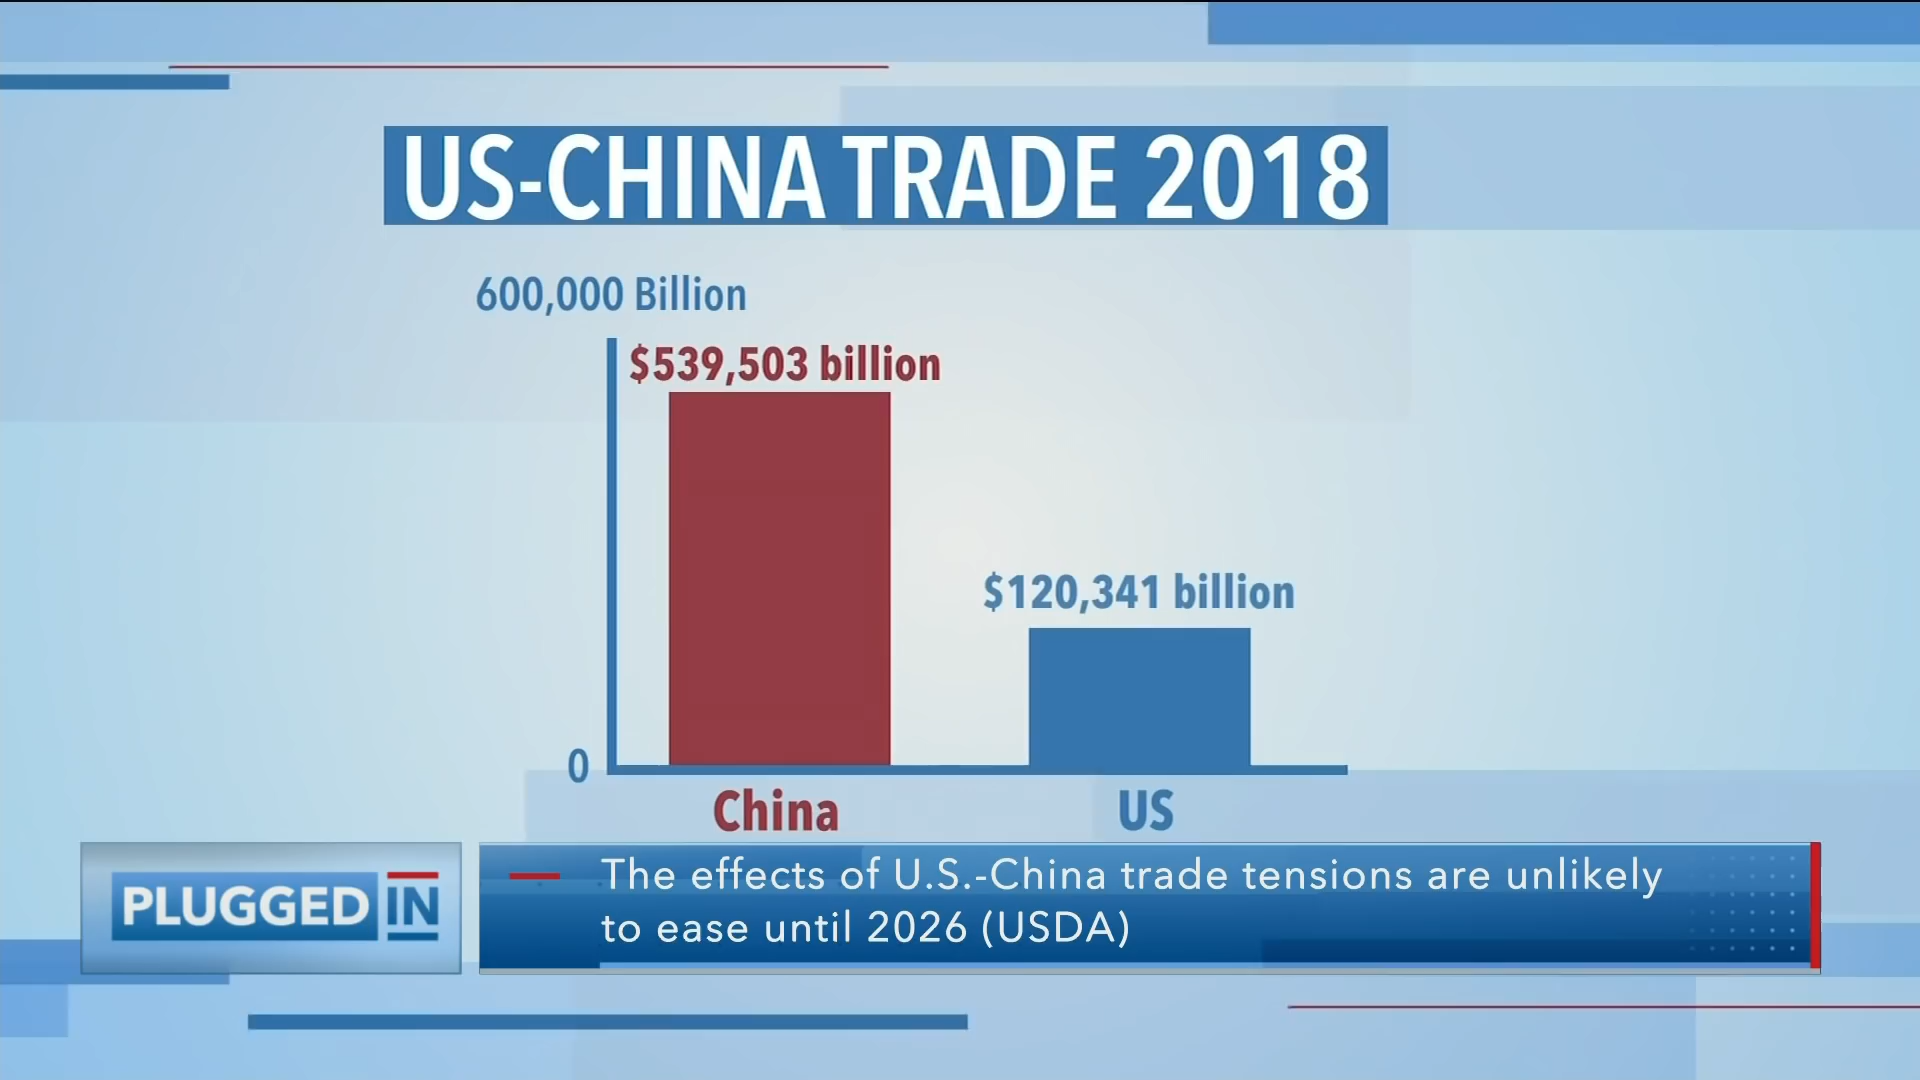 US-CHINA TRADE 2018
600,000 Billion
$539,503 billion
$120,341 billion
0
China
US
PLUGGED IN
The effects of U.S.-China trade tensions are unlikely
to ease until 2026 (USDA)